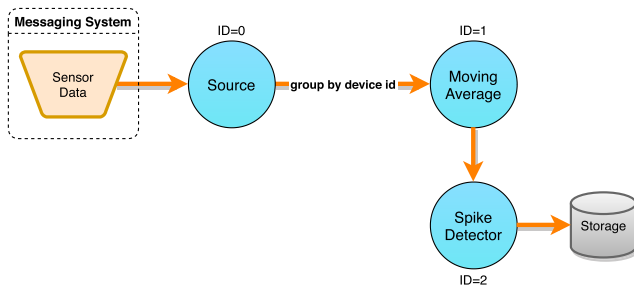 Messaging System
Sensor
Data
ID=0
Source
group by device id
ID=1
Moving
Average
Spike
Detector
ID=2
Storage